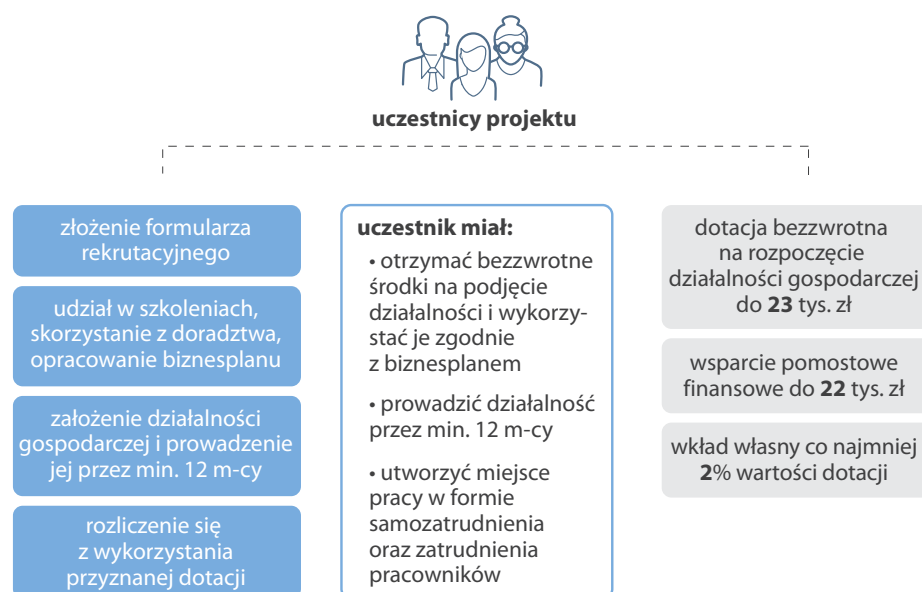 uczestnicy projektu
złożenie formularza
rekrutacyjnego
udział w szkoleniach,
skorzystanie z doradztwa,
opracowanie biznesplanu
założenie działalności
gospodarczej i prowadzenie
jej przez min. 12 m-cy
rozliczenie się
z wykorzystania
przyznanej dotacji
uczestnik miał:
• otrzymać bezzwrotne
środki na podjęcie
działalności i wykorzy-
stać je zgodnie
z biznesplanem
• prowadzić działalność
przez min. 12 m-cy
• utworzyć miejsce
pracy w formie
samozatrudnienia
oraz zatrudnienia
pracowników
dotacja bezzwrotna
na rozpoczęcie
działalności gospodarczej
do 23 tys. zł
wsparcie pomostowe
finansowe do 22 tys. zł
wkład własny co najmniej
2% wartości dotacji